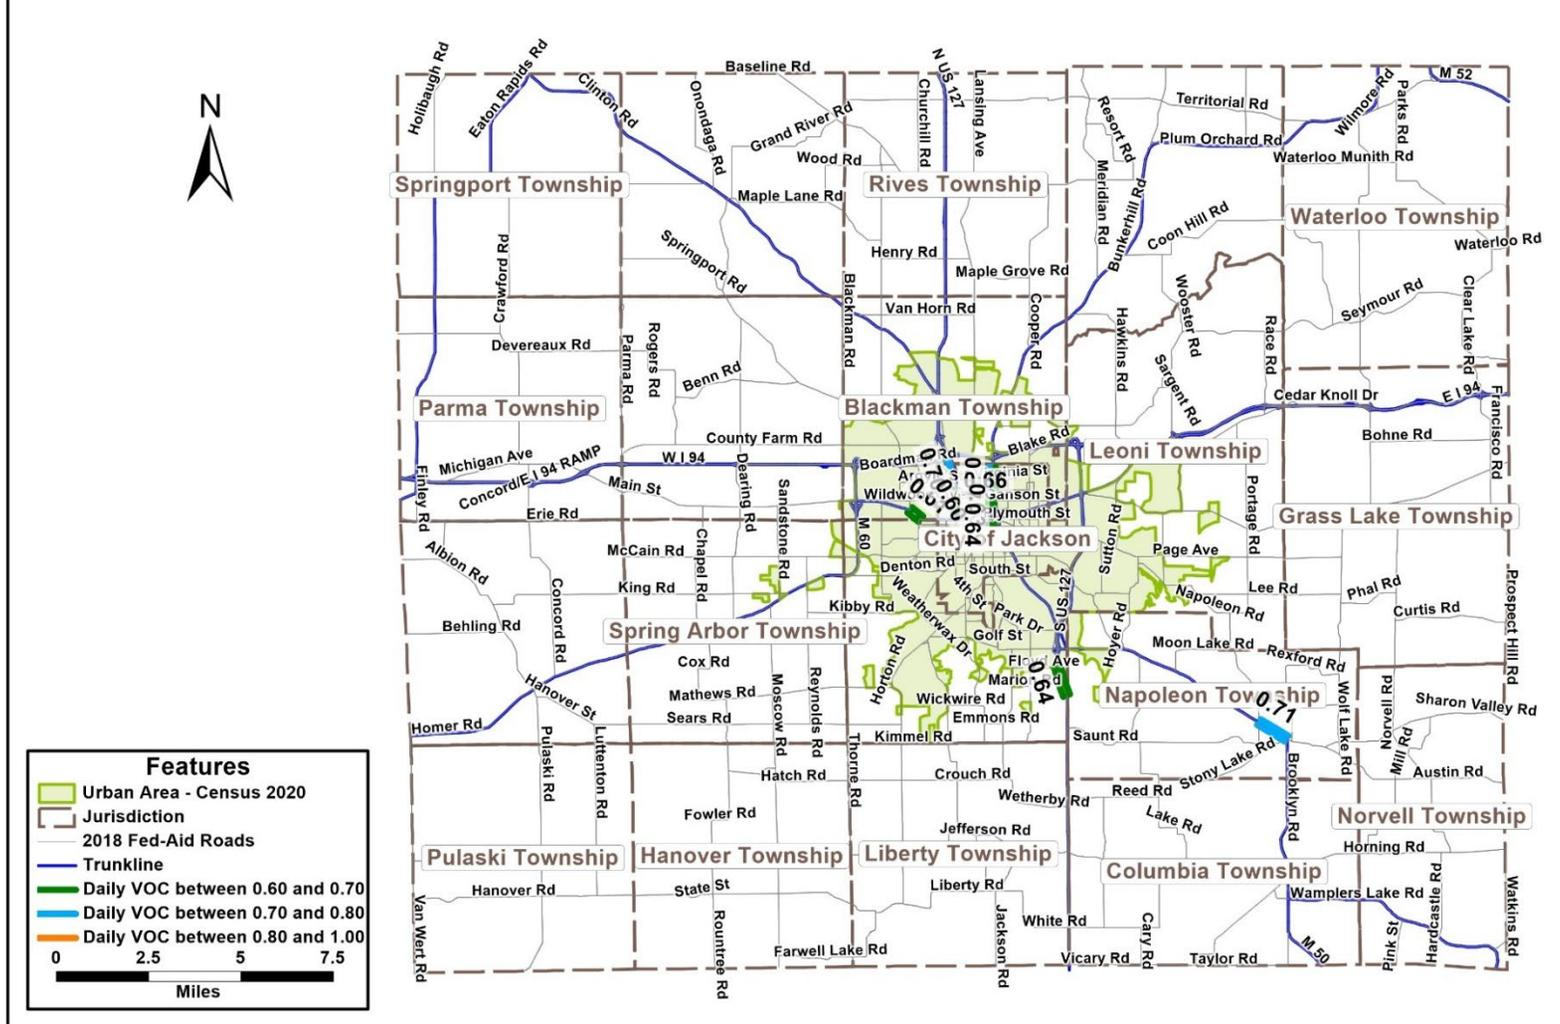 N
Holibaugh Rd
Eaton Rapids Rd
Clinton Rd
Baseline Rd
Onondaga Rd
Grand River Rd
Churchill Rd
N US 127
Lansing Ave
Resort Rd
Territorial Rd
Wilmore Rd
Parks Rd
M 52
Plum Orchard Rd
Waterloo Munith Rd
Wood Rd
Maple Lane Rd
Springport Township
Rives Township
Meridian Rd
Bunkerhill Rd
Coon Hill Rd
Waterloo Township
Waterloo Rd
Crawford Rd
Springport Rd
Henry Rd
Maple Grove Rd
Blackman Rd
Van Horn Rd
Cooper Rd
Hawkins Rd
Wooster Rd
Race Rd
Seymour Rd
Clear Lake Rd
Devereaux Rd
Parma Rd
Rogers Rd
Benn Rd
Sargent Rd
Parma Township
Blackman Township
Cedar Knoll Dr
E I 94
Francisco Rd
County Farm Rd
Blake Rd
Leoni Township
Bohne Rd
Michigan Ave
Concord/E I 94 RAMP
W I 94
Finley Rd
Main St
Dearing Rd
Sandstone Rd
M 60
0.64
Ganson St
Plymouth St
Portage Rd
Erie Rd
City of Jackson
Grass Lake Township
Albion Rd
McCain Rd
Chapel Rd
Denton Rd
South St
Sutton Rd
Page Ave
Concord Rd
King Rd
Kibby Rd
Weatherwax Dr
4th St
Park Dr
S US 127
Napoleon Rd
Lee Rd
Phal Rd
Curtis Rd
Prospect Hill Rd
Behling Rd
Spring Arbor Township
Golf St
Hoyer Rd
Moon Lake Rd
Rexford Rd
Cox Rd
Horton Rd
0.64
Hanover St
Mathews Rd
Moscow Rd
Reynolds Rd
Wickwire Rd
Napoleon Township
0.71
Wolf Lake Rd
Norvell Rd
Sharon Valley Rd
Homer Rd
Sears Rd
Emmons Rd
Kimmel Rd
Saunt Rd
Stony Lake Rd
Mill Rd
Pulaski Rd
Luttenton Rd
Thorne Rd
Hatch Rd
Crouch Rd
Wetherby Rd
Reed Rd
Brooklyn Rd
Austin Rd
Fowler Rd
Lake Rd
Norvell Township
Jefferson Rd
Horning Rd
Pulaski Township
Hanover Township
Liberty Township
Columbia Township
Hanover Rd
State St
Liberty Rd
Wamplers Lake Rd
Van Wert Rd
Rountree Rd
Jackson Rd
White Rd
Cary Rd
Pink St
Hardcastle Rd
Watkins Rd
Farwell Lake Rd
Vicary Rd
Taylor Rd
M 50
Features
Urban Area - Census 2020
Jurisdiction
2018 Fed-Aid Roads
Trunkline
Daily VOC between 0.60 and 0.70
Daily VOC between 0.70 and 0.80
Daily VOC between 0.80 and 1.00
0 2.5 5 7.5
Miles